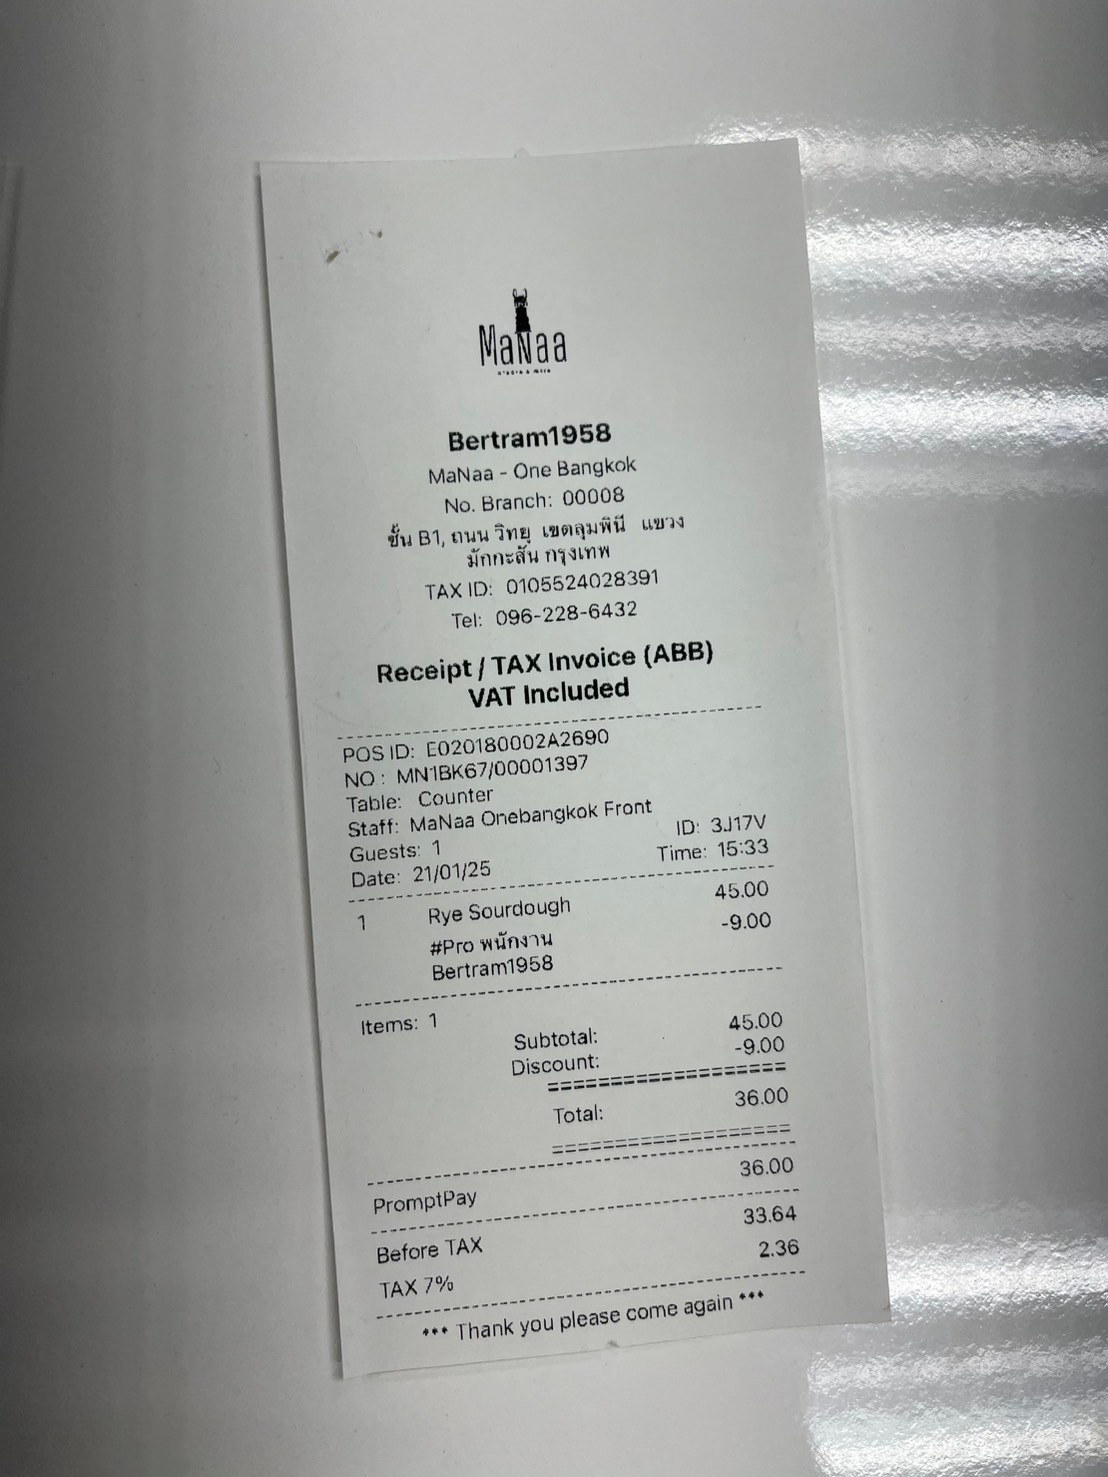 MaNaa
Bertram1958
MaNaa - One Bangkok
No. Branch: 00008
ชั้น B1, ถนน วิทยุ เขตลุมพินี แขวง
มักกะสัน กรุงเทพ
TAX ID: 0105524028391
Tel: 096-228-6432
Receipt / TAX Invoice (ABB)
VAT Included
POS ID: E020180002A2690
NO : MN1BK67/00001397
Table: Counter
Staff: MaNaa Onebangkok Front
Guests: 1 ID: 3J17V
Date: 21/01/25 Time: 15:33
1 Rye Sourdough 45.00
#Pro พนักงาน -9.00
Bertram1958
Items: 1
Subtotal: 45.00
Discount: -9.00
===================
Total: 36.00
===================
PromptPay 36.00
Before TAX 33.64
TAX 7% 2.36
*** Thank you please come again ***